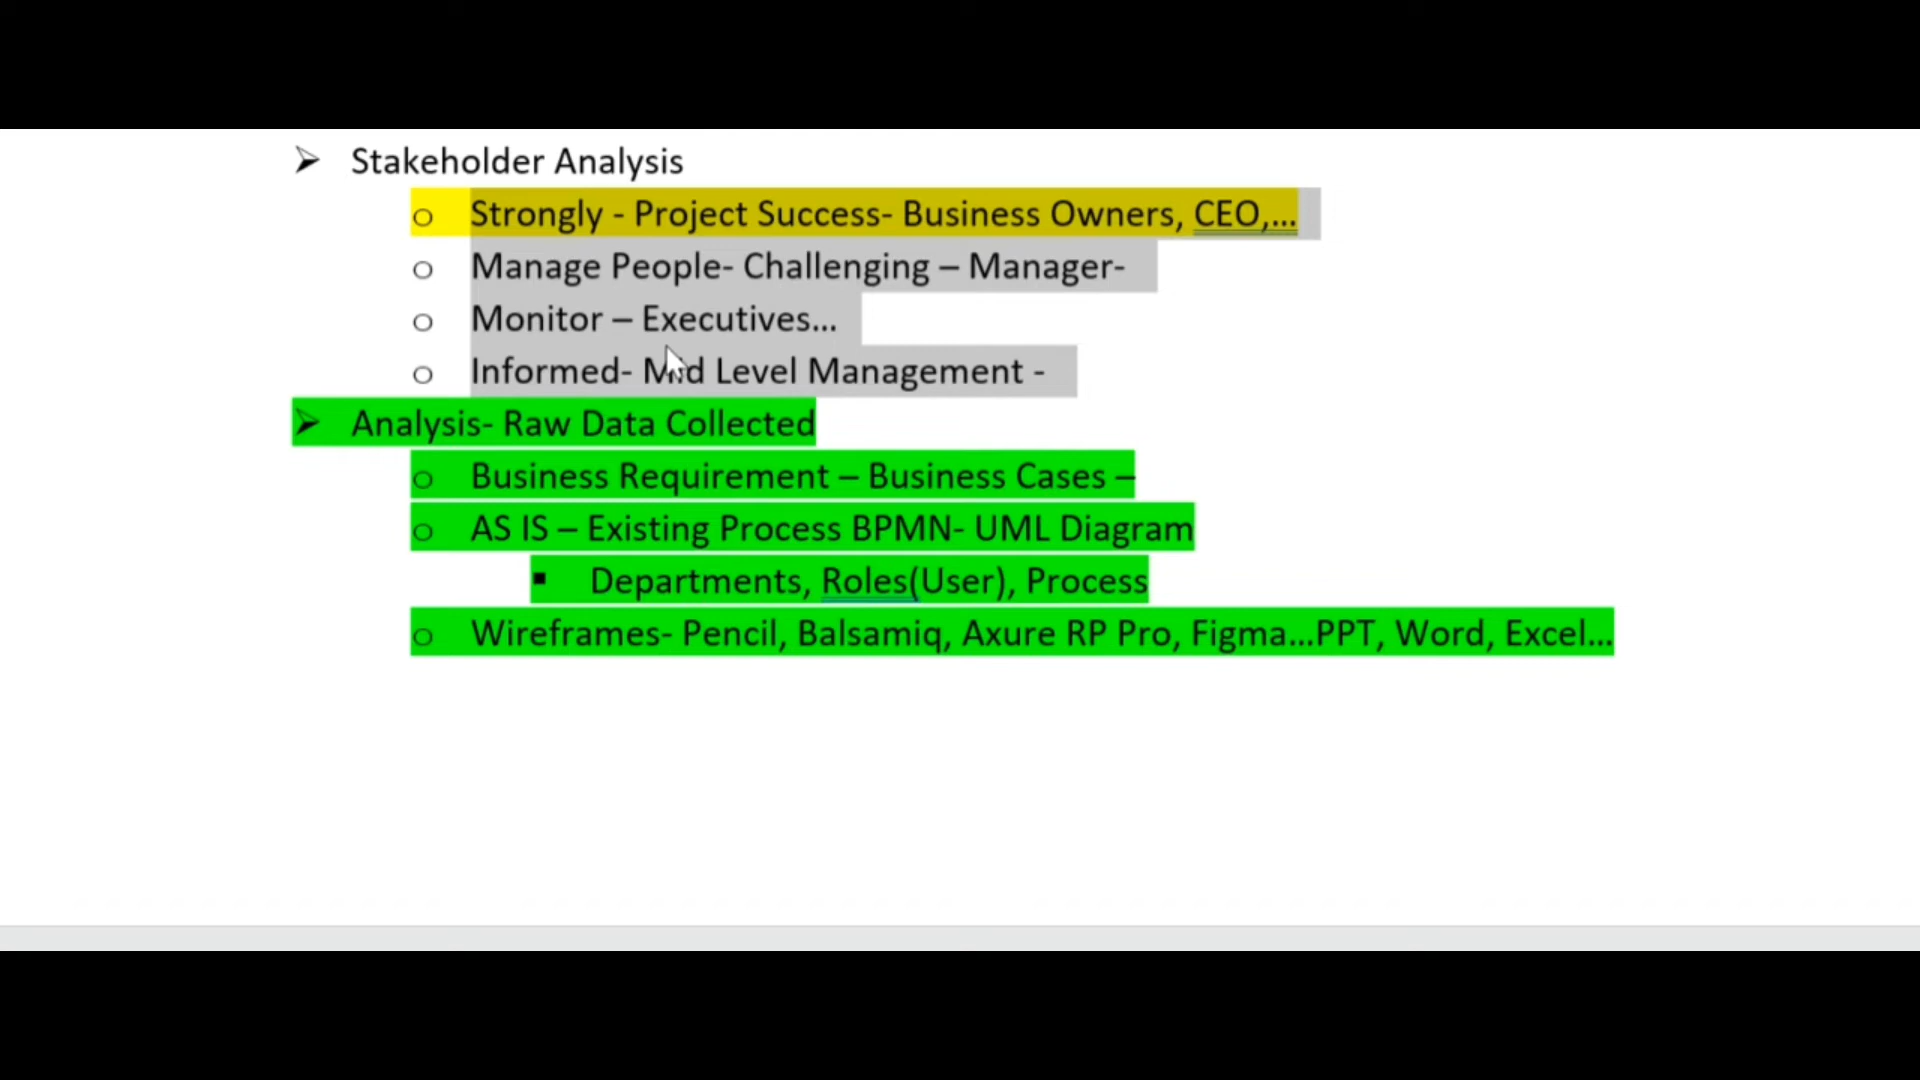 Stakeholder Analysis
Strongly - Project Success- Business Owners, CEO,...
Manage People- Challenging – Manager-
Monitor – Executives...
Informed- Mid Level Management -
Analysis- Raw Data Collected
Business Requirement – Business Cases –
AS IS – Existing Process BPMN- UML Diagram
Departments, Roles(User), Process
Wireframes- Pencil, Balsamiq, Axure RP Pro, Figma...PPT, Word, Excel...